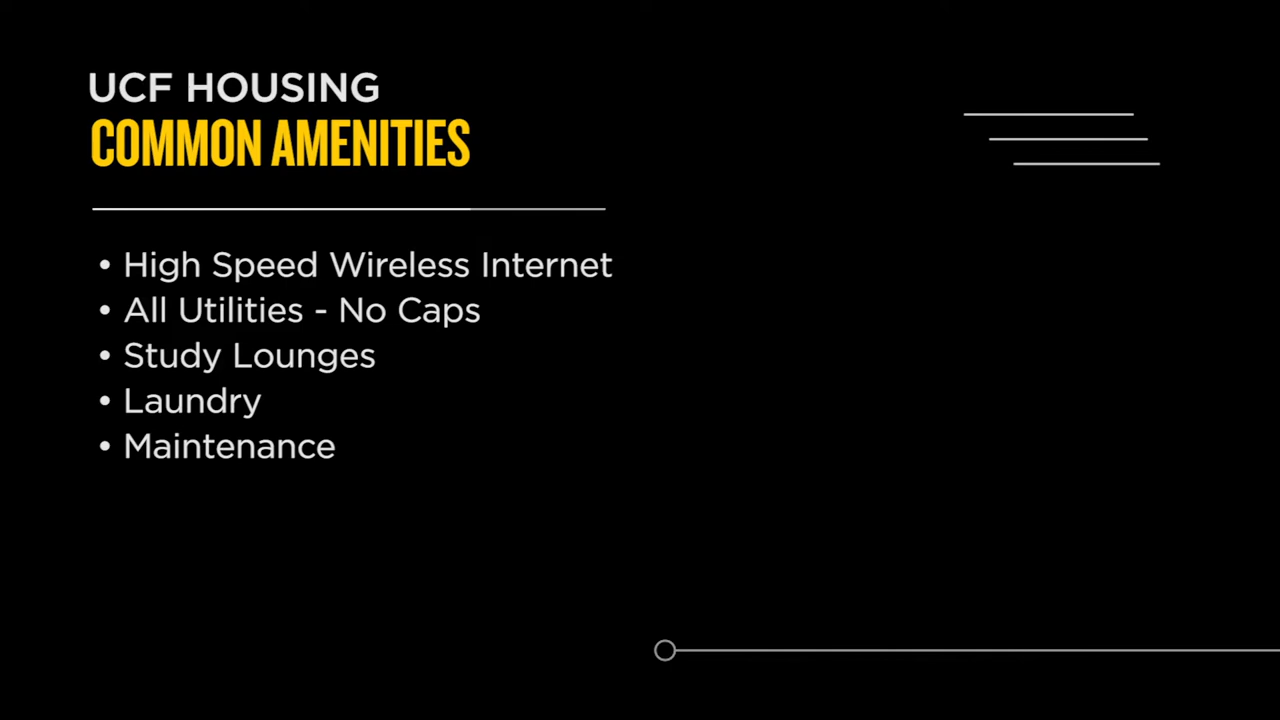 UCF HOUSING
COMMON AMENITIES
• High Speed Wireless Internet
• All Utilities - No Caps
• Study Lounges
• Laundry
• Maintenance